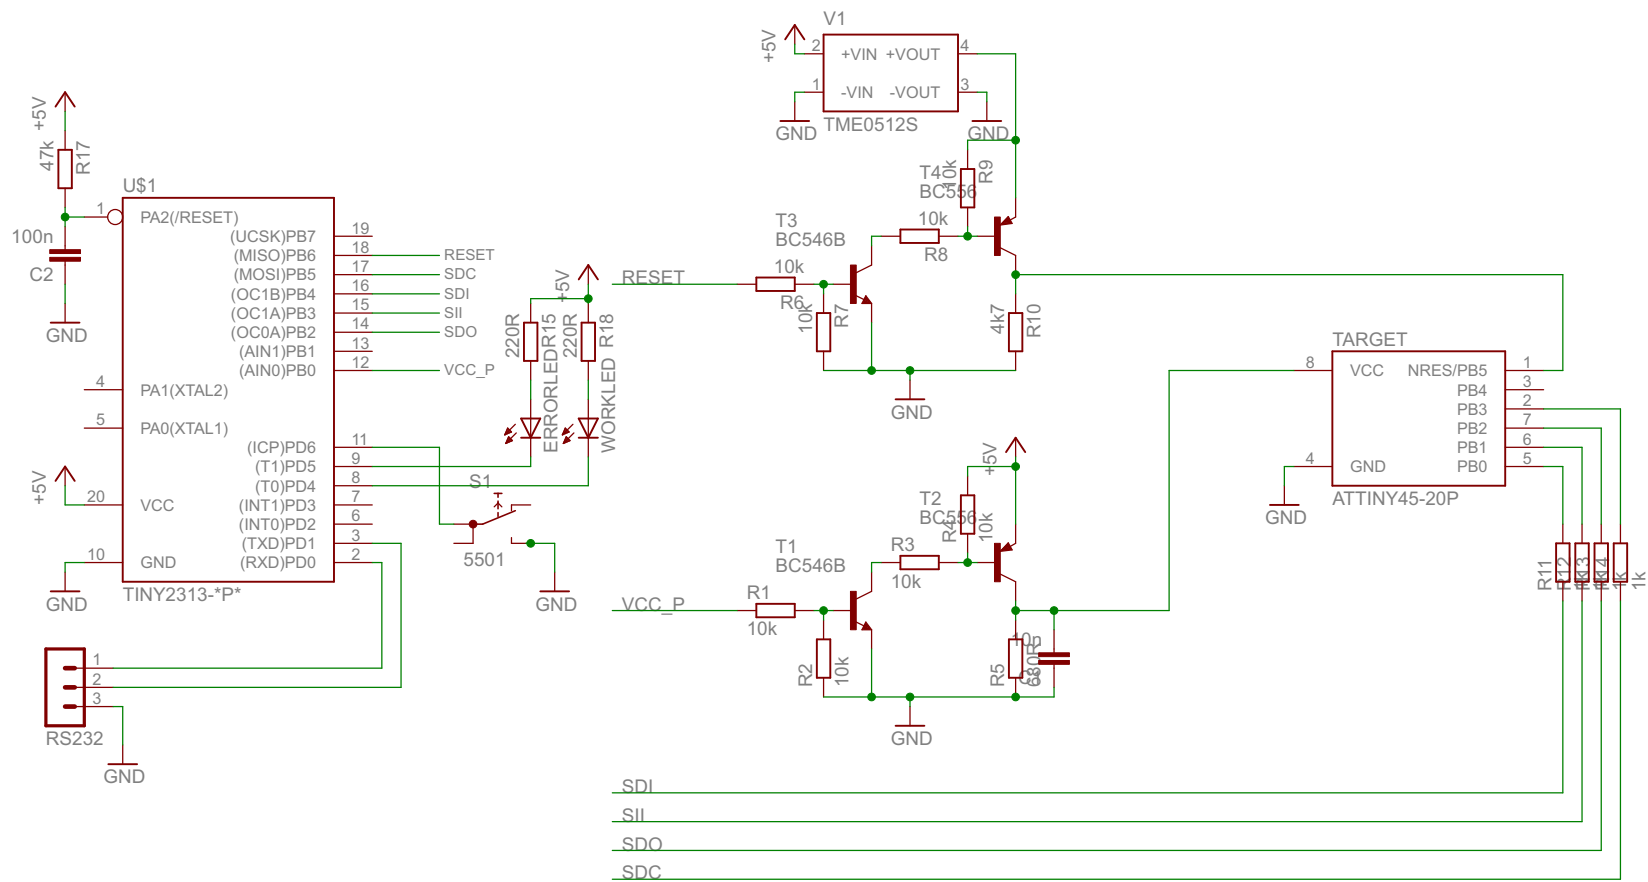 V1
+5V
2 +VIN +VOUT 4
1 -VIN -VOUT 3
GND TME0512S GND
+5V
47k R17
100n
C2
GND
U$1
1 PA2(/RESET)
(UCSK)PB7 19
(MISO)PB6 18 RESET
(MOSI)PB5 17 SDC
(OC1B)PB4 16 SDI
(OC1A)PB3 15 SII
(OC0A)PB2 14 SDO
(AIN1)PB1 13
(AIN0)PB0 12 VCC_P
4 PA1(XTAL2)
5 PA0(XTAL1)
(ICP)PD6 11
(T1)PD5 9
(T0)PD4 8
+5V
20 VCC (INT1)PD3 7
(INT0)PD2 6
(TXD)PD1 3
10 GND (RXD)PD0 2
GND TINY2313-*P*
1
2
3
RS232
GND
+5V
220R R15
220R R18
ERRORLED
WORKLED
S1
5501
GND
RESET
10k
R6
10k R7
T3
BC546B
10k
R8
T4
BC556
10k R9
4k7 R10
GND
VCC_P
R1
10k
R2 10k
T1
BC546B
R3
10k
T2
BC556
R4 10k
+5V
R5 680R
10n
GND
TARGET
8 VCC NRES/PB5 1
PB4 3
PB3 2
PB2 7
PB1 6
4 GND PB0 5
GND ATTINY45-20P
R11
R12
1k
SDI
SII
SDO
SDC